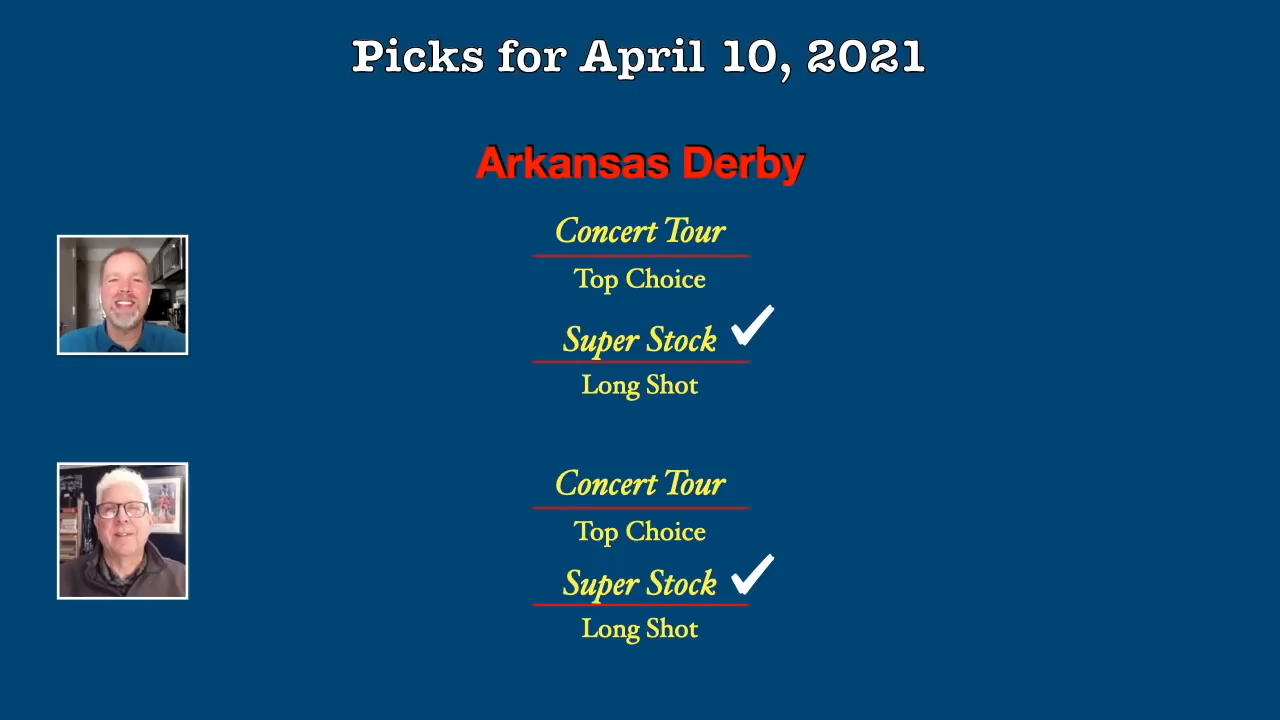 Picks for April 10, 2021
Arkansas Derby
Concert Tour
Top Choice
Super Stock
Long Shot
Concert Tour
Top Choice
Super Stock
Long Shot